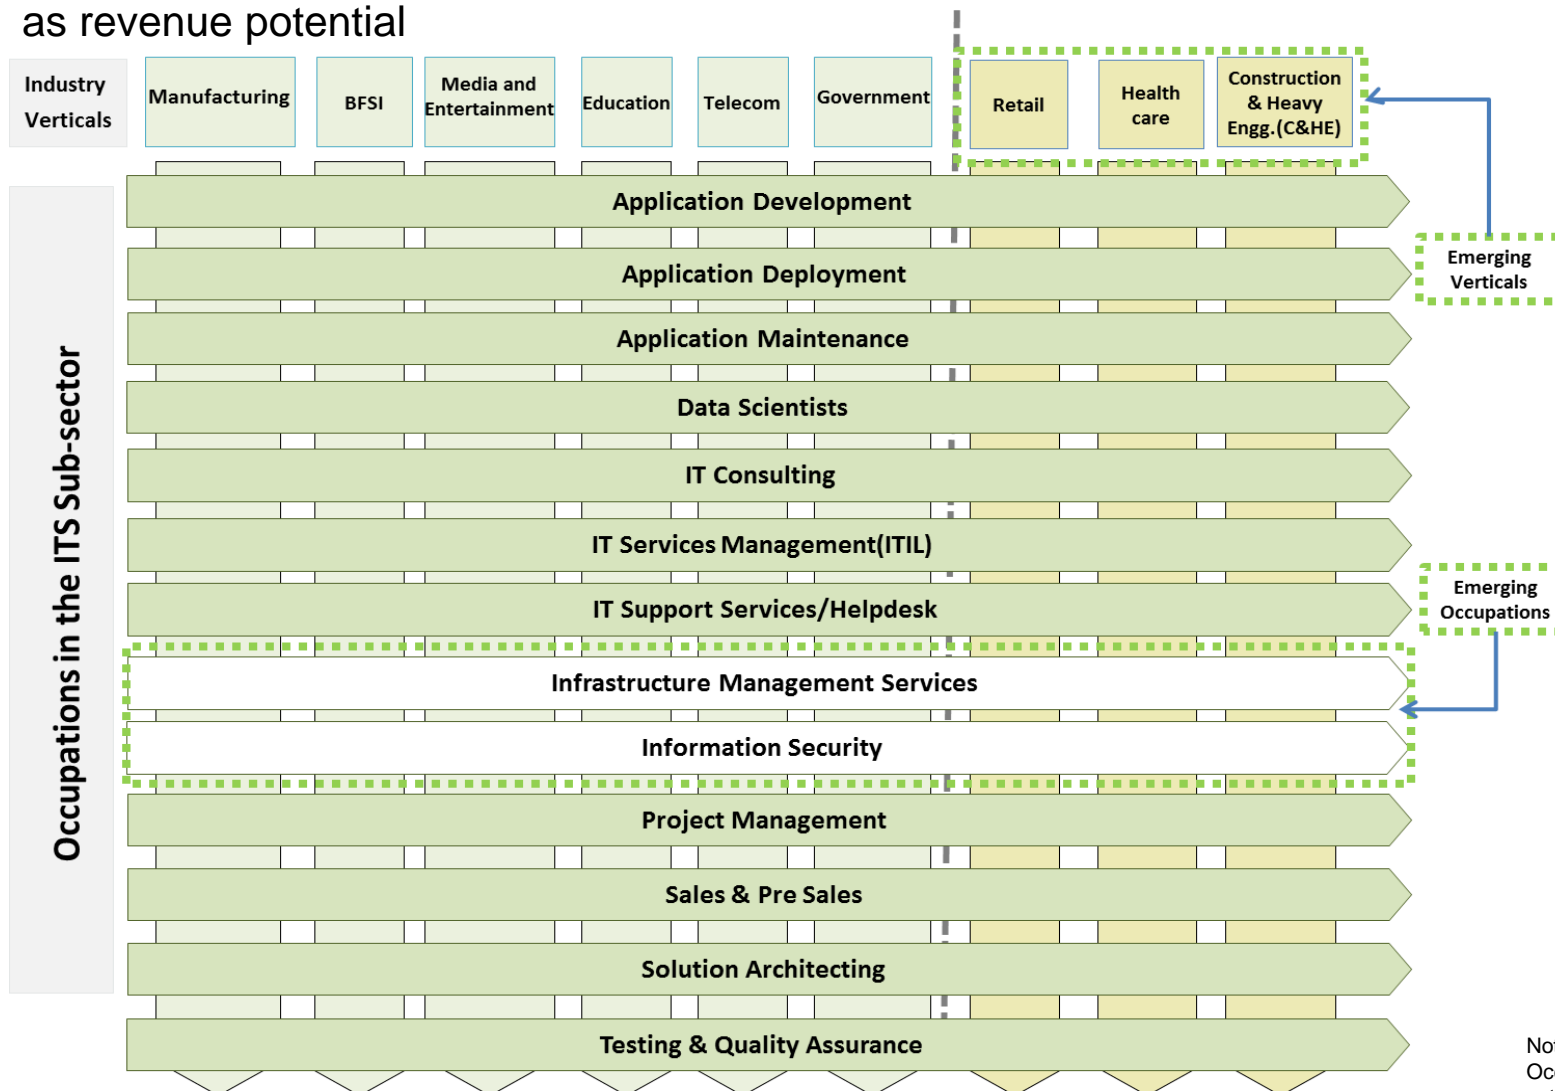 as revenue potential
Industry
Verticals
Manufacturing
BFSI
Media and
Entertainment
Education
Telecom
Government
Retail
Health
care
Construction
& Heavy
Engg.(C&HE)
Occupations in the ITS Sub-sector
Application Development
Application Deployment
Emerging
Verticals
Application Maintenance
Data Scientists
IT Consulting
IT Services Management(ITIL)
IT Support Services/Helpdesk
Emerging
Occupations
Infrastructure Management Services
Information Security
Project Management
Sales & Pre Sales
Solution Architecting
Testing & Quality Assurance